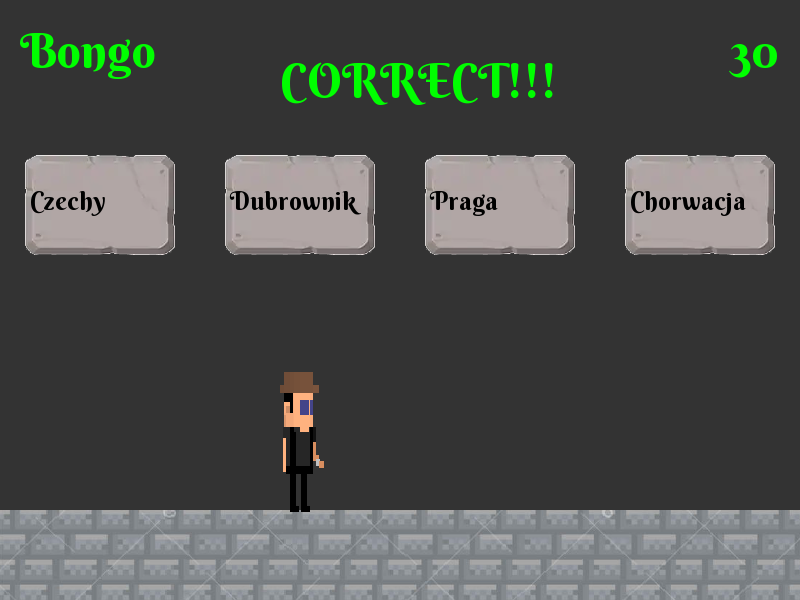 Bongo
30
CORRECT!!!
Czechy
Dubrownik
Praga
Chorwacja